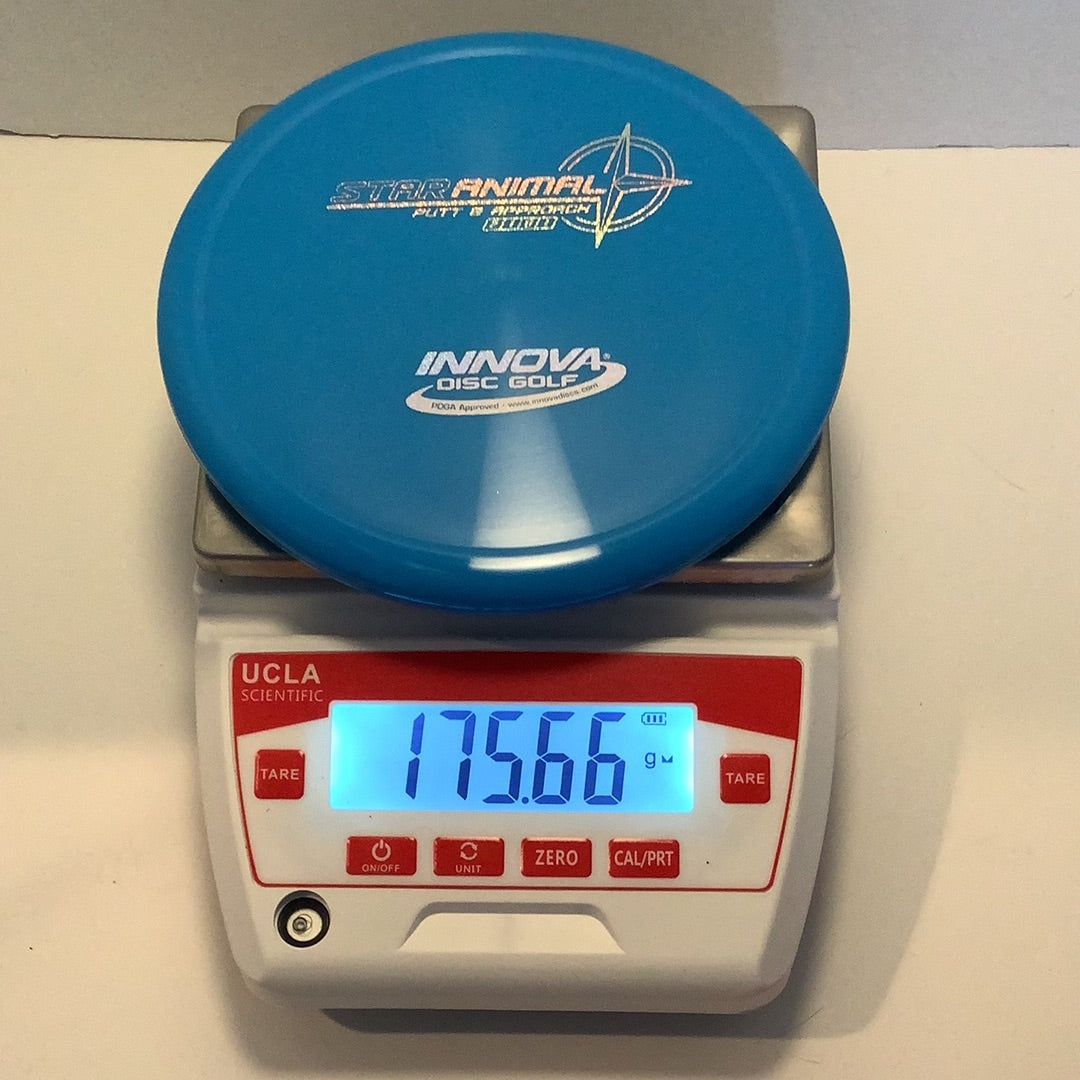 STAR ANIMAL
PUTT & APPROACH
INNOVA®
DISC GOLF
PDGA Approved - www.innovadiscs.com
UCLA
SCIENTIFIC
175.66 g
TARE
TARE
ON/OFF
UNIT
ZERO
CAL/PRT